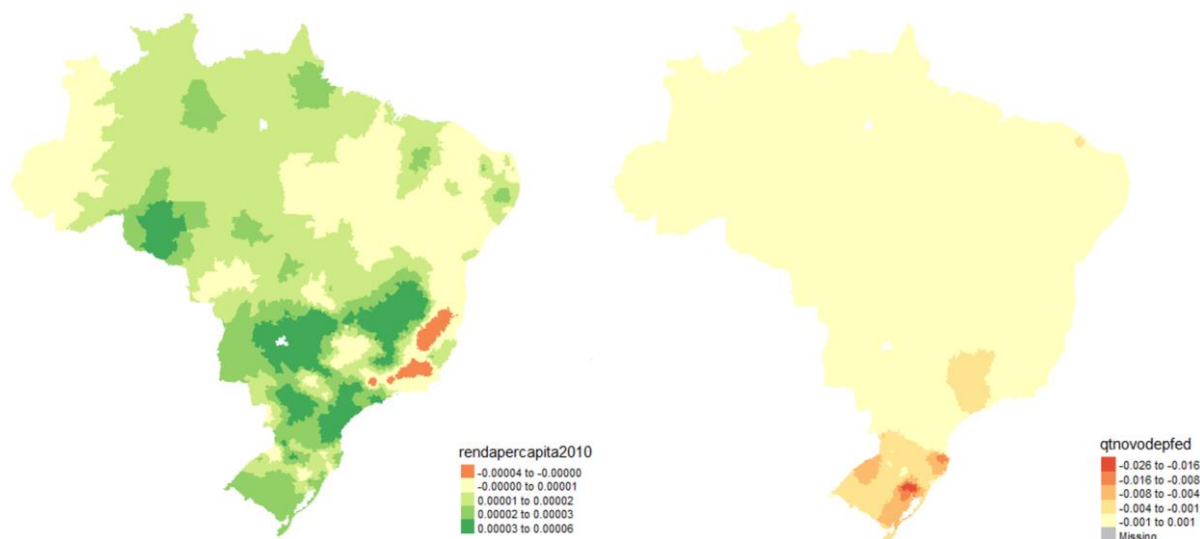 rendapercapita2010
-0.00004 to -0.00000
-0.00000 to 0.00001
0.00001 to 0.00002
0.00002 to 0.00003
0.00003 to 0.00006
qtnovodepfed
-0.026 to -0.016
-0.016 to -0.008
-0.008 to -0.004
-0.004 to -0.001
-0.001 to 0.001
Missing